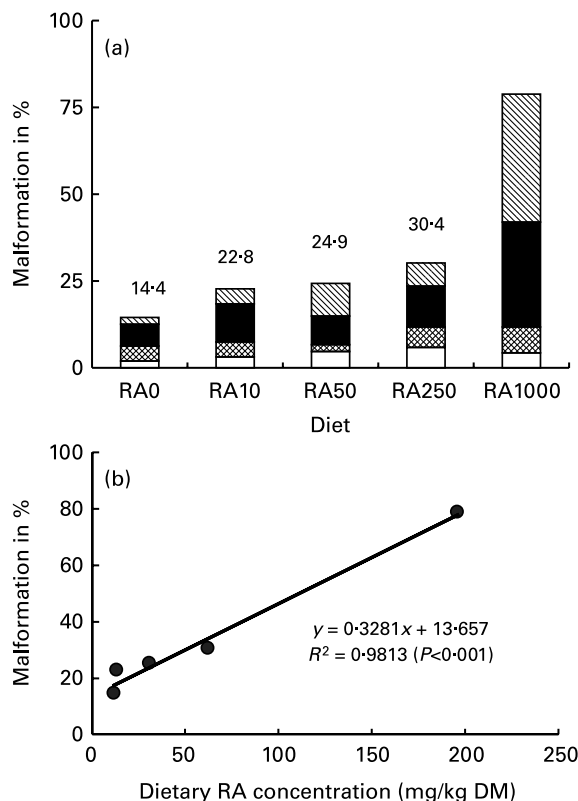 (a)
Malformation in %
100
75
50
25
0
14·4
22·8
24·9
30·4
RA0 RA10 RA50 RA250 RA1000
Diet
(b)
Malformation in %
100
80
60
40
20
0
y = 0·3281x + 13·657
R² = 0·9813 (P<0·001)
0 50 100 150 200 250
Dietary RA concentration (mg/kg DM)